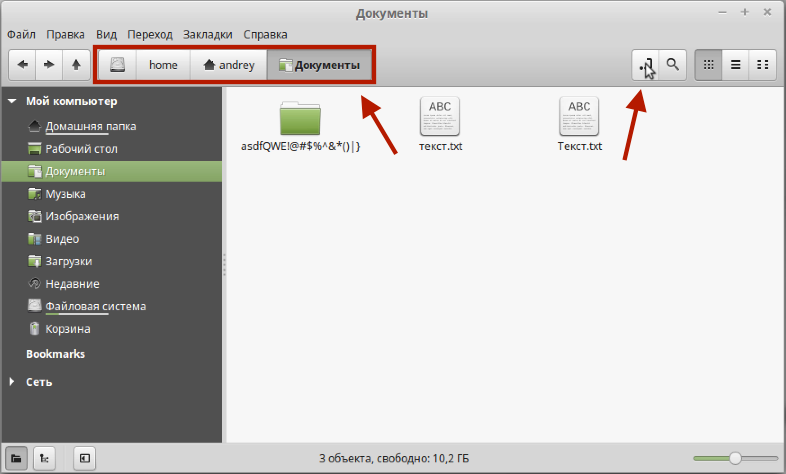 Документы
Файл Правка Вид Переход Закладки Справка
home andrey Документы
Мой компьютер
Домашняя папка
Рабочий стол
Документы
Музыка
Изображения
Видео
Загрузки
Недавние
Файловая система
Корзина
Bookmarks
Сеть
ABC
asdfQWE!@#$%^&*()|}
ABC
текст.txt
ABC
Текст.txt
3 объекта, свободно: 10,2 ГБ